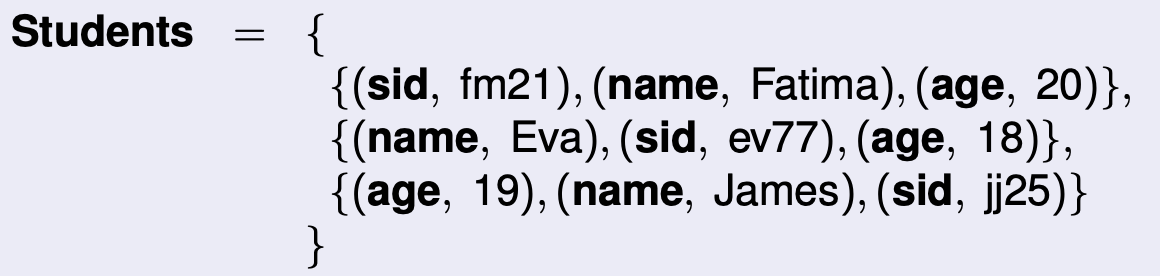 Students = {
{(sid, fm21), (name, Fatima), (age, 20)},
{(name, Eva), (sid, ev77), (age, 18)},
{(age, 19), (name, James), (sid, jj25)}
}